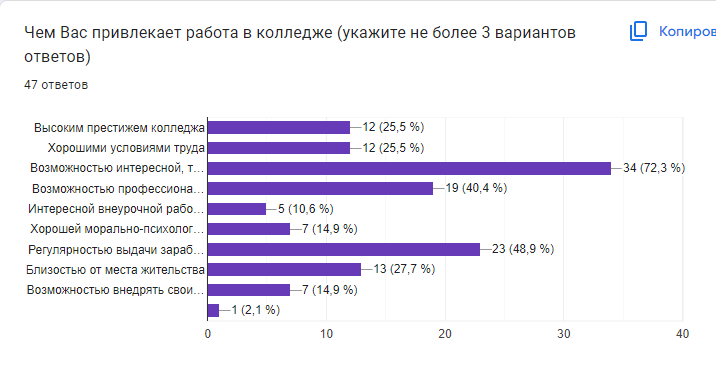 Чем Вас привлекает работа в колледже (укажите не более 3 вариантов
ответов)
Копиров
47 ответов
Высоким престижем колледжа
12 (25,5 %)
Хорошими условиями труда
12 (25,5 %)
Возможностью интересной, т…
34 (72,3 %)
Возможностью профессиона…
19 (40,4 %)
Интересной внеурочной рабо…
5 (10,6 %)
Хорошей морально-психолог…
7 (14,9 %)
Регулярностью выдачи зараб…
23 (48,9 %)
Близостью от места жительства
13 (27,7 %)
Возможностью внедрять свои…
7 (14,9 %)
1 (2,1 %)
0 10 20 30 40